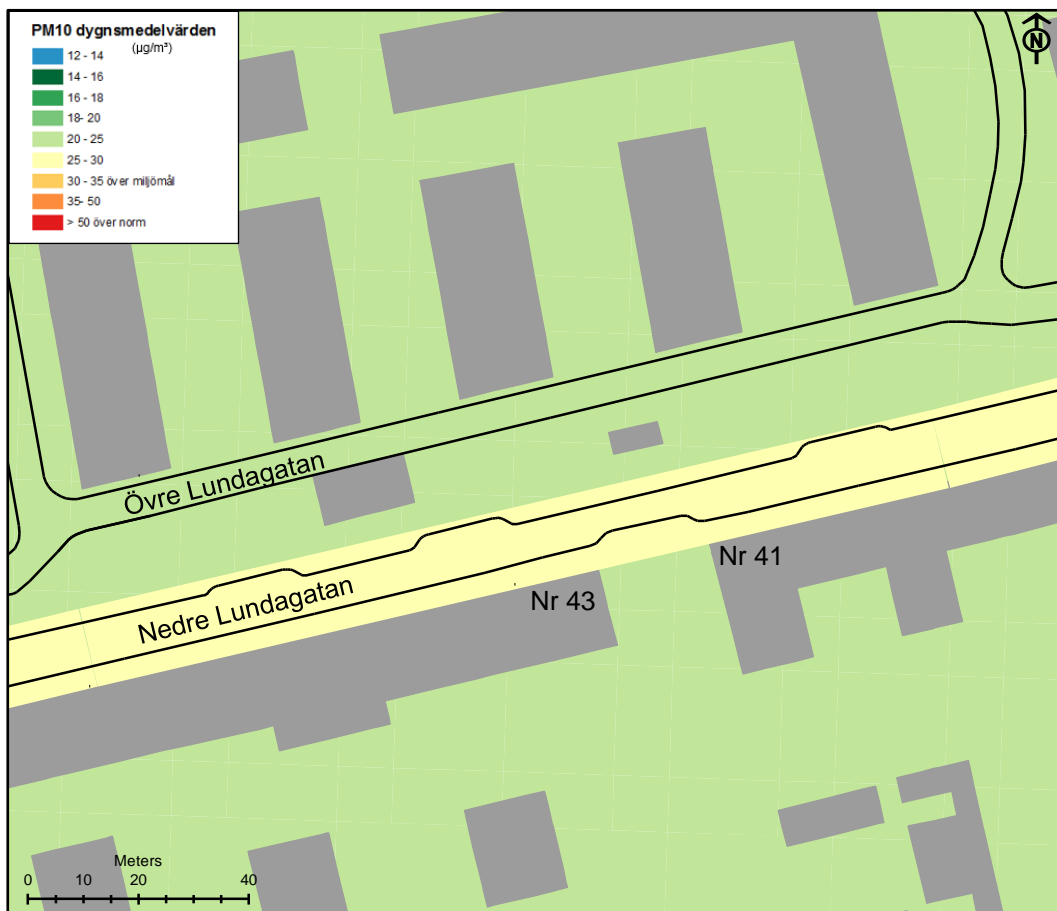 PM10 dygnsmedelvärden
(µg/m³)
12 - 14
14 - 16
16 - 18
18- 20
20 - 25
25 - 30
30 - 35 över miljömål
35- 50
> 50 över norm
N
Övre Lundagatan
Nedre Lundagatan
Nr 41
Nr 43
Meters
0 10 20 40